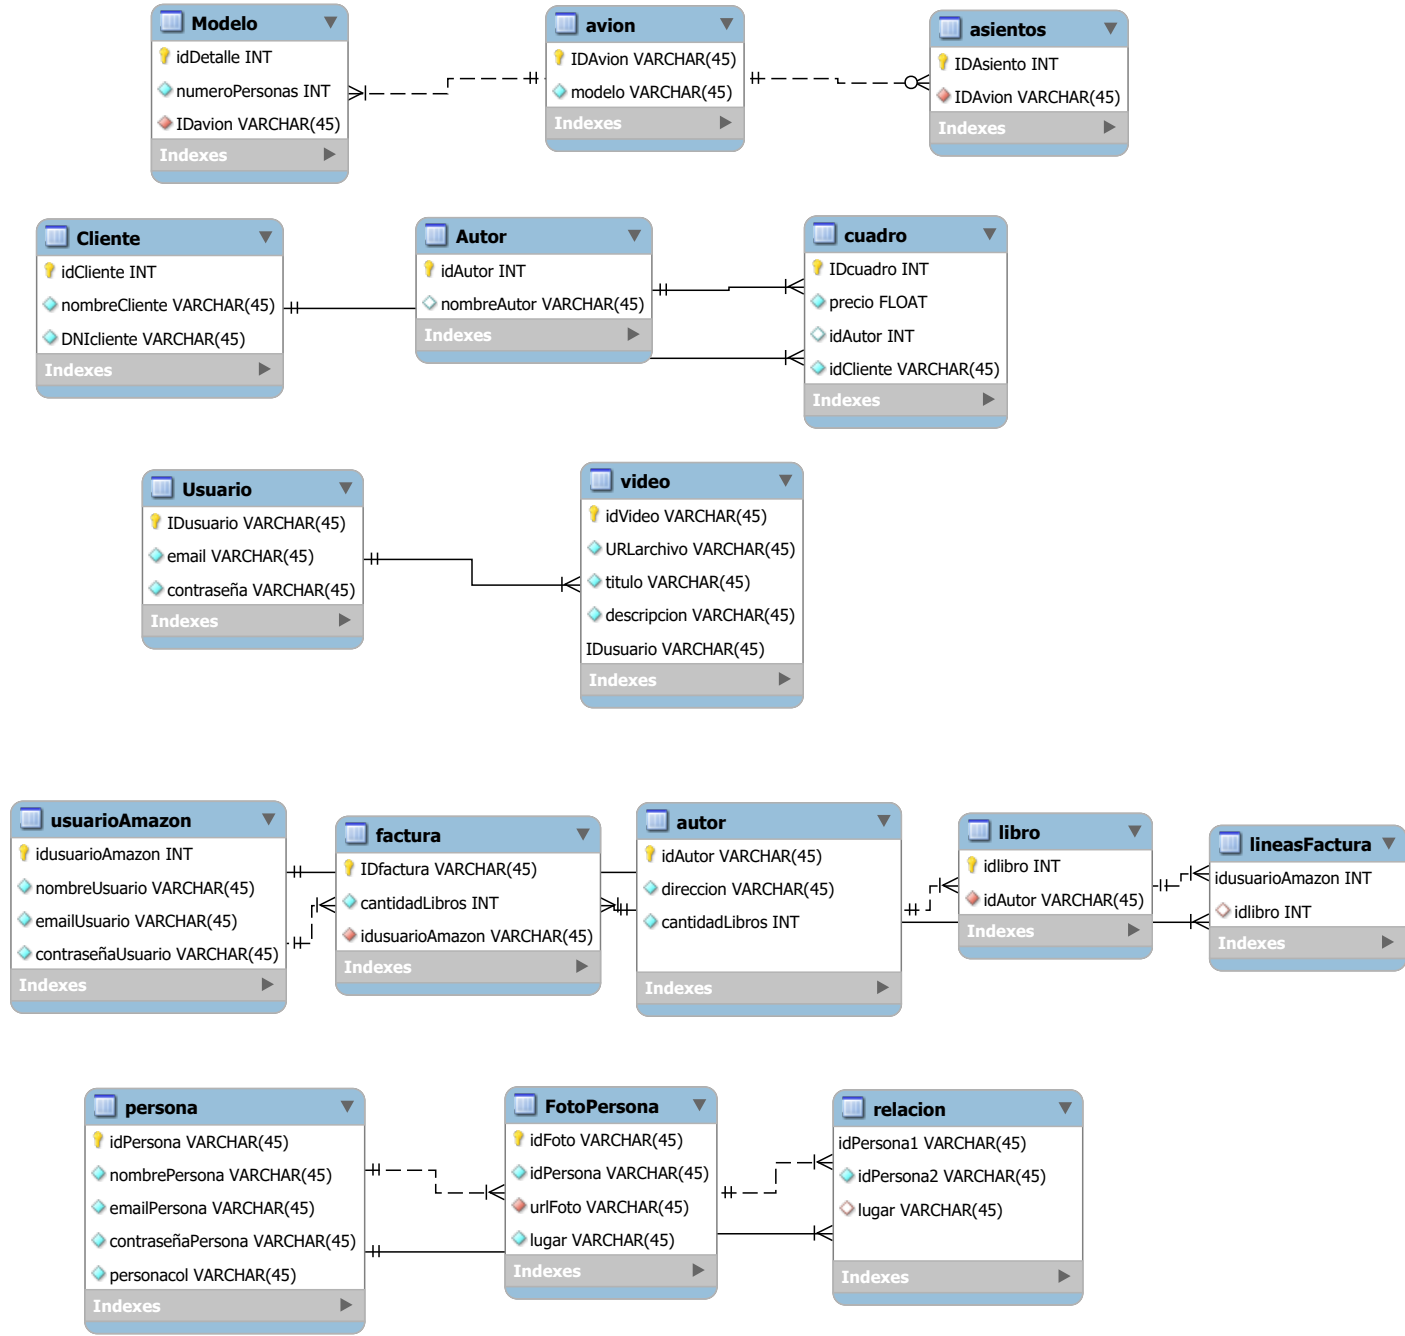 Modelo
idDetalle INT
numeroPersonas INT
IDavion VARCHAR(45)
Indexes
avion
IDAvion VARCHAR(45)
modelo VARCHAR(45)
Indexes
asientos
IDAsiento INT
IDAvion VARCHAR(45)
Indexes
Cliente
idCliente INT
nombreCliente VARCHAR(45)
DNIcliente VARCHAR(45)
Indexes
Autor
idAutor INT
nombreAutor VARCHAR(45)
Indexes
cuadro
IDcuadro INT
precio FLOAT
idAutor INT
idCliente VARCHAR(45)
Indexes
Usuario
IDusuario VARCHAR(45)
email VARCHAR(45)
contraseña VARCHAR(45)
Indexes
video
idVideo VARCHAR(45)
URLarchivo VARCHAR(45)
titulo VARCHAR(45)
descripcion VARCHAR(45)
IDusuario VARCHAR(45)
Indexes
usuarioAmazon
idusuarioAmazon INT
nombreUsuario VARCHAR(45)
emailUsuario VARCHAR(45)
contraseñaUsuario VARCHAR(45)
Indexes
factura
IDfactura VARCHAR(45)
cantidadLibros INT
idusuarioAmazon VARCHAR(45)
Indexes
autor
idAutor VARCHAR(45)
direccion VARCHAR(45)
cantidadLibros INT
Indexes
libro
idlibro INT
idAutor VARCHAR(45)
Indexes
lineasFactura
idusuarioAmazon INT
idlibro INT
Indexes
persona
idPersona VARCHAR(45)
nombrePersona VARCHAR(45)
emailPersona VARCHAR(45)
contraseñaPersona VARCHAR(45)
personacol VARCHAR(45)
Indexes
FotoPersona
idFoto VARCHAR(45)
idPersona VARCHAR(45)
urlFoto VARCHAR(45)
lugar VARCHAR(45)
Indexes
relacion
idPersona1 VARCHAR(45)
idPersona2 VARCHAR(45)
lugar VARCHAR(45)
Indexes